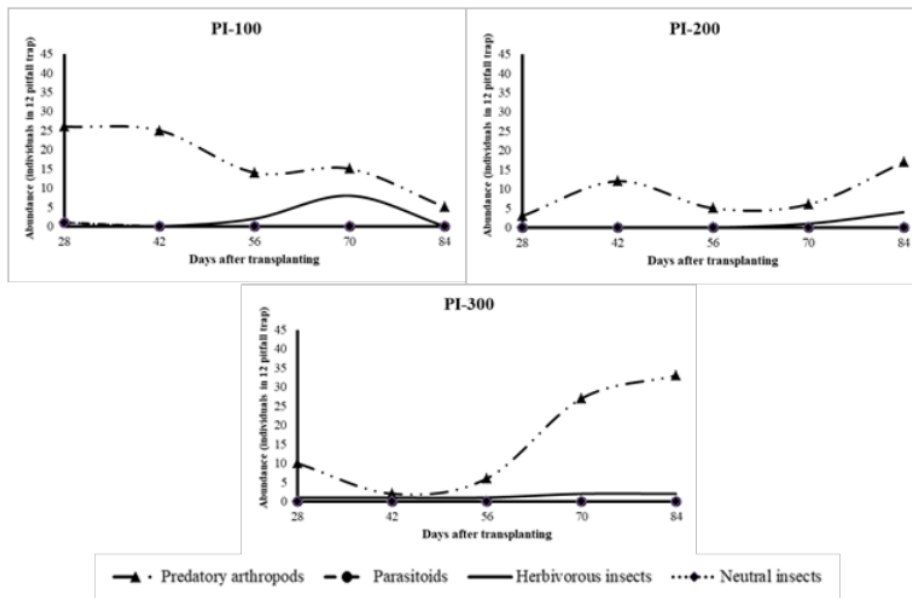 PI-100
Abundance (individuals in 12 pitfall trap)
45
40
35
30
25
20
15
10
5
0
28 42 56 70 84
Days after transplanting
PI-200
Abundance (individuals in 12 pitfall trap)
45
40
35
30
25
20
15
10
5
0
28 42 56 70 84
Days after transplanting
PI-300
Abundance (individuals in 12 pitfall trap)
45
40
35
30
25
20
15
10
5
0
28 42 56 70 84
Days after transplanting
Predatory arthropods Parasitoids Herbivorous insects Neutral insects